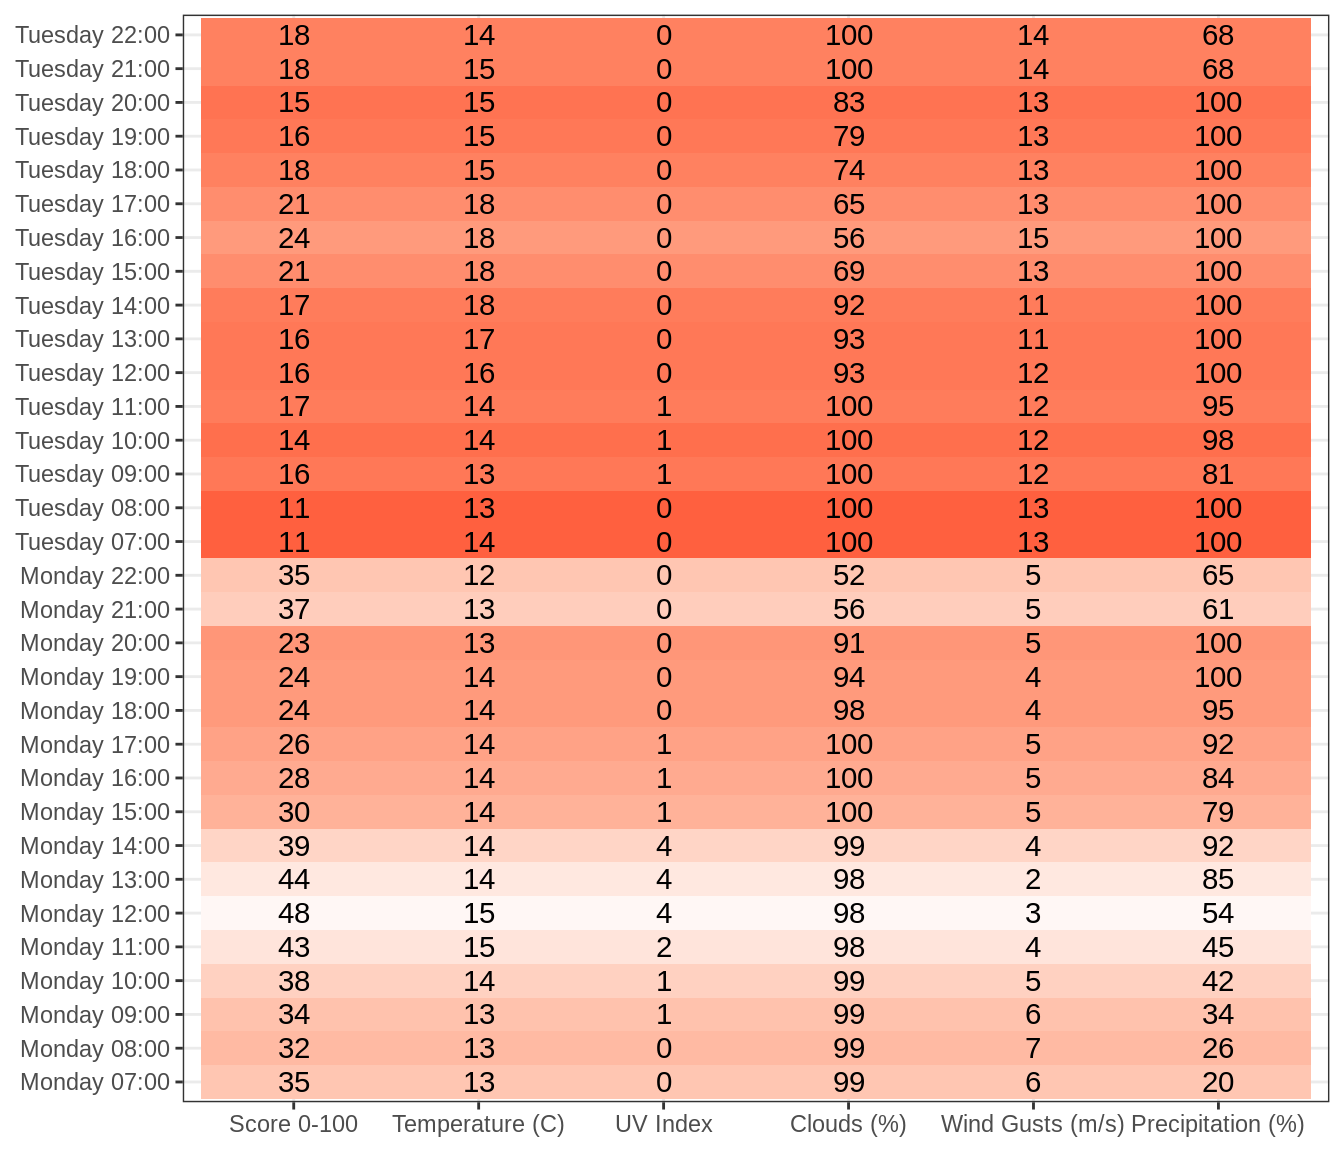 Tuesday 22:00 18 14 0 100 14 68
Tuesday 21:00 18 15 0 100 14 68
Tuesday 20:00 15 15 0 83 13 100
Tuesday 19:00 16 15 0 79 13 100
Tuesday 18:00 18 15 0 74 13 100
Tuesday 17:00 21 18 0 65 13 100
Tuesday 16:00 24 18 0 56 15 100
Tuesday 15:00 21 18 0 69 13 100
Tuesday 14:00 17 18 0 92 11 100
Tuesday 13:00 16 17 0 93 11 100
Tuesday 12:00 16 16 0 93 12 100
Tuesday 11:00 17 14 1 100 12 95
Tuesday 10:00 14 14 1 100 12 98
Tuesday 09:00 16 13 1 100 12 81
Tuesday 08:00 11 13 0 100 13 100
Tuesday 07:00 11 14 0 100 13 100
Monday 22:00 35 12 0 52 5 65
Monday 21:00 37 13 0 56 5 61
Monday 20:00 23 13 0 91 5 100
Monday 19:00 24 14 0 94 4 100
Monday 18:00 24 14 0 98 4 95
Monday 17:00 26 14 1 100 5 92
Monday 16:00 28 14 1 100 5 84
Monday 15:00 30 14 1 100 5 79
Monday 14:00 39 14 4 99 4 92
Monday 13:00 44 14 4 98 2 85
Monday 12:00 48 15 4 98 3 54
Monday 11:00 43 15 2 98 4 45
Monday 10:00 38 14 1 99 5 42
Monday 09:00 34 13 1 99 6 34
Monday 08:00 32 13 0 99 7 26
Monday 07:00 35 13 0 99 6 20
Score 0-100 Temperature (C) UV Index Clouds (%) Wind Gusts (m/s) Precipitation (%)